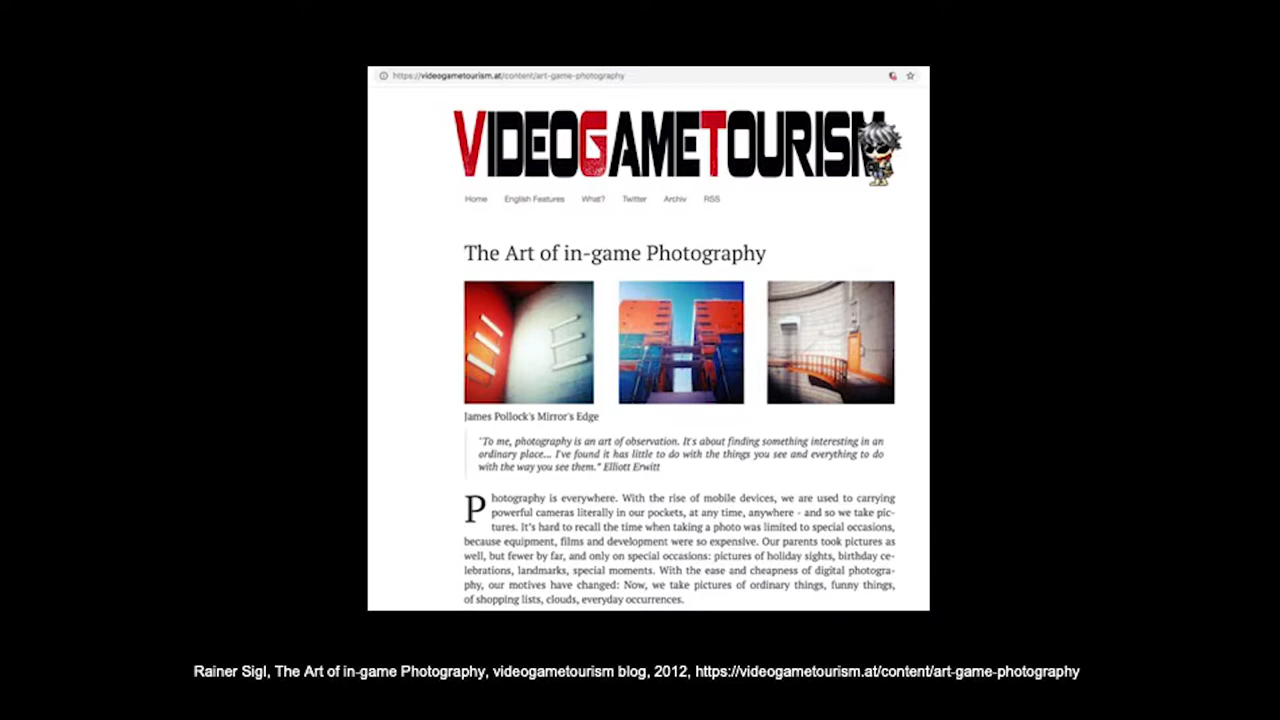 https://videogametourism.at/content/art-game-photography
VIDEOGAMETOURISM
Home English Features What? Twitter Archiv RSS
The Art of in-game Photography
James Pollock's Mirror's Edge
"To me, photography is an art of observation. It's about finding something interesting in an
ordinary place... I've found it has little to do with the things you see and everything to do
with the way you see them." Elliott Erwitt
Photography is everywhere. With the rise of mobile devices, we are used to carrying
powerful cameras literally in our pockets, at any time, anywhere - and so we take pic-
tures. It's hard to recall the time when taking a photo was limited to special occasions,
because equipment, films and development were so expensive. Our parents took pictures as
well, but fewer by far, and only on special occasions: pictures of holiday sights, birthday ce-
lebrations, landmarks, special moments. With the ease and cheapness of digital photogra-
phy, our motives have changed: Now, we take pictures of ordinary things, funny things,
of shopping lists, clouds, everyday occurrences.
Rainer Sigl, The Art of in-game Photography, videogametourism blog, 2012, https://videogametourism.at/content/art-game-photography